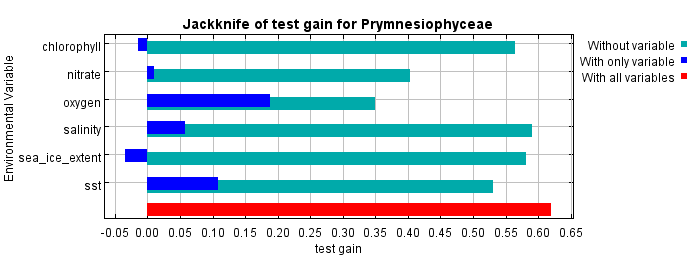 Jackknife of test gain for Prymnesiophyceae
Environmental Variable
chlorophyll
nitrate
oxygen
salinity
sea_ice_extent
sst
-0.05 0.00 0.05 0.10 0.15 0.20 0.25 0.30 0.35 0.40 0.45 0.50 0.55 0.60 0.65
test gain
Without variable
With only variable
With all variables